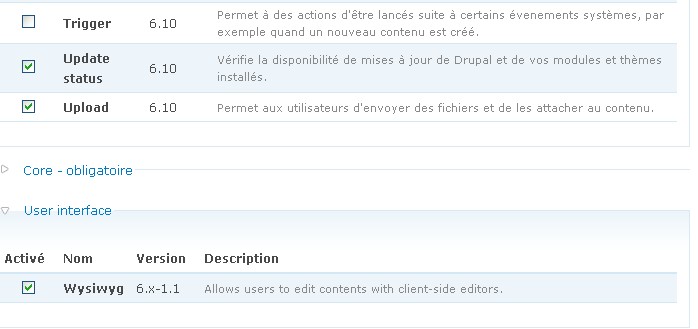 Trigger 6.10 Permet à des actions d'être lancés suite à certains évenements systèmes, par
exemple quand un nouveau contenu est créé.
Update
status 6.10 Vérifie la disponibilité de mises à jour de Drupal et de vos modules et thèmes
installés.
Upload 6.10 Permet aux utilisateurs d'envoyer des fichiers et de les attacher au contenu.
Core - obligatoire
User interface
Activé Nom Version Description
Wysiwyg 6.x-1.1 Allows users to edit contents with client-side editors.